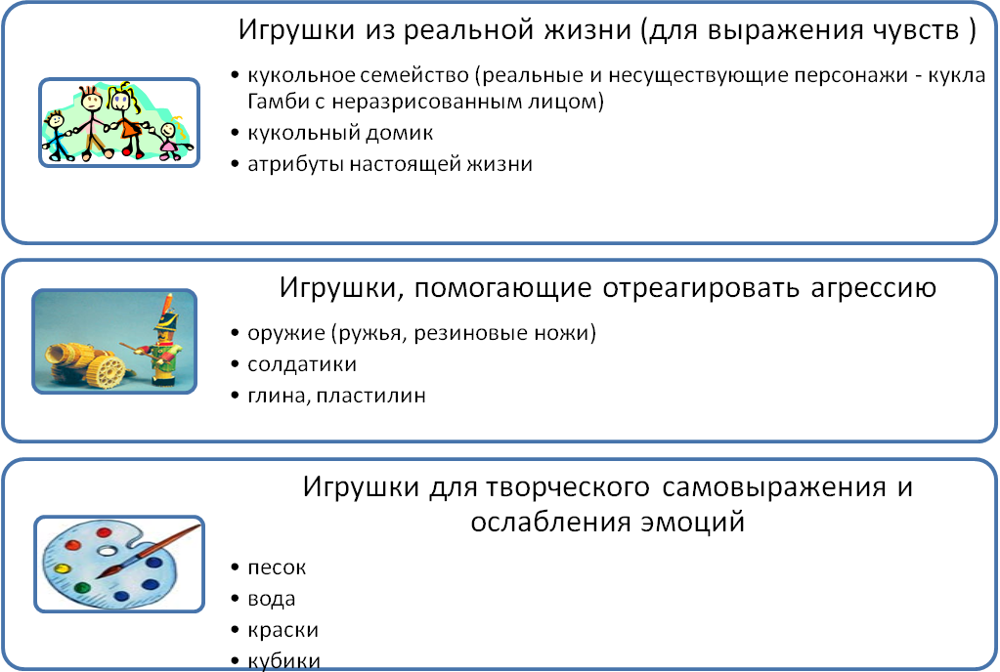 Игрушки из реальной жизни (для выражения чувств )
• кукольное семейство (реальные и несуществующие персонажи - кукла
Гамби с неразрисованным лицом)
• кукольный домик
• атрибуты настоящей жизни
Игрушки, помогающие отреагировать агрессию
• оружие (ружья, резиновые ножи)
• солдатики
• глина, пластилин
Игрушки для творческого самовыражения и
ослабления эмоций
• песок
• вода
• краски
• кубики